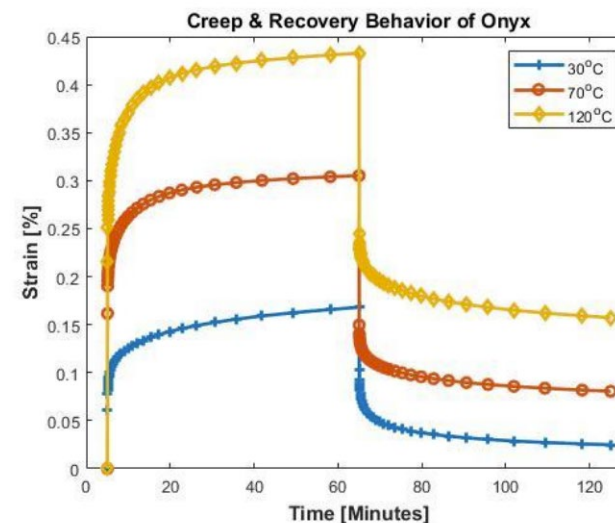 Creep & Recovery Behavior of Onyx
0.45
0.4
0.35
0.3
0.25
0.2
0.15
0.1
0.05
0
Strain [%]
30°C
70°C
120°C
0 20 40 60 80 100 120
Time [Minutes]